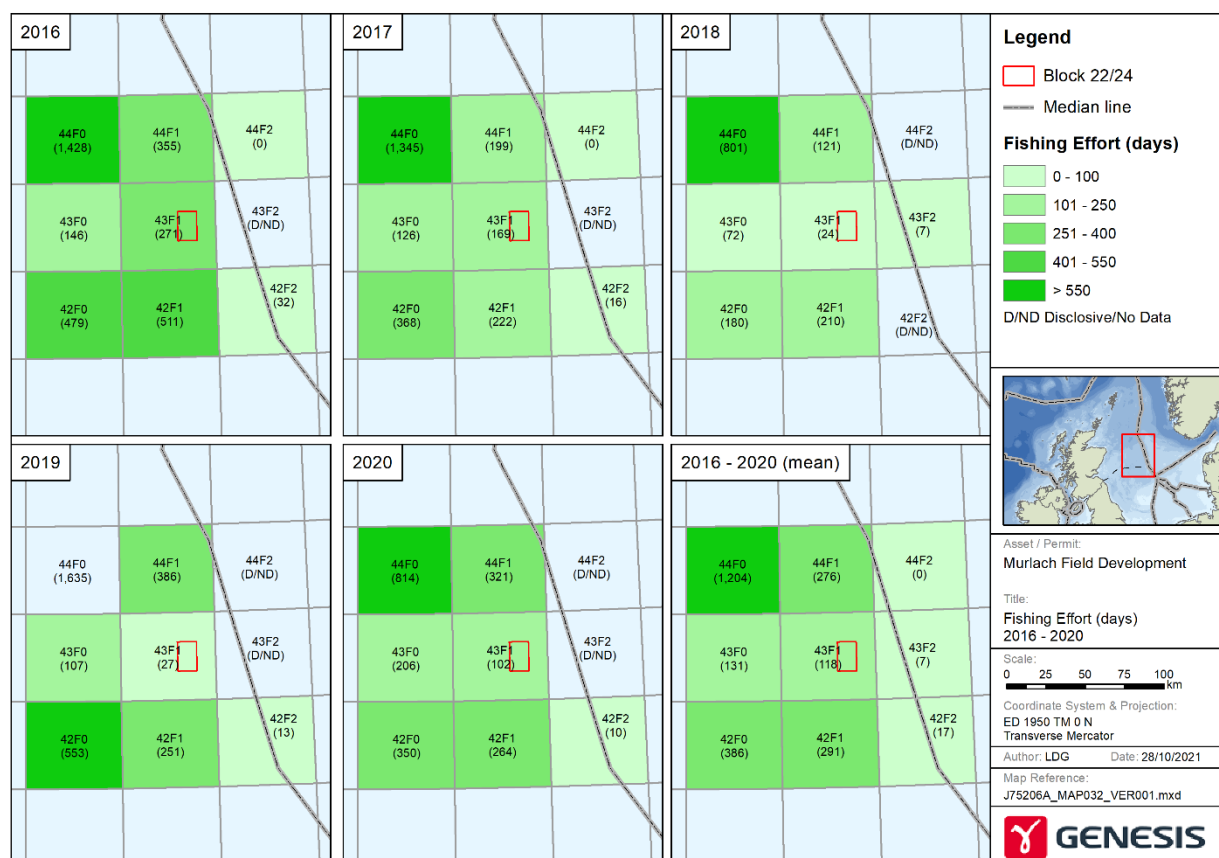 2016
44F0
(1,428)
44F1
(355)
44F2
(0)
43F0
(146)
43F1
(271)
43F2
(D/ND)
42F0
(479)
42F1
(511)
42F2
(32)
2017
44F0
(1,345)
44F1
(199)
44F2
(0)
43F0
(126)
43F1
(169)
43F2
(D/ND)
42F0
(368)
42F1
(222)
42F2
(16)
2018
44F0
(801)
44F1
(121)
44F2
(D/ND)
43F0
(72)
43F1
(24)
43F2
(7)
42F0
(180)
42F1
(210)
42F2
(D/ND)
2019
44F0
(1,635)
44F1
(386)
44F2
(D/ND)
43F0
(107)
43F1
(27)
43F2
(D/ND)
42F0
(553)
42F1
(251)
42F2
(13)
2020
44F0
(814)
44F1
(321)
44F2
(D/ND)
43F0
(206)
43F1
(102)
43F2
(D/ND)
42F0
(350)
42F1
(264)
42F2
(10)
2016 - 2020 (mean)
44F0
(1,204)
44F1
(276)
44F2
(0)
43F0
(131)
43F1
(118)
43F2
(7)
42F0
(386)
42F1
(291)
42F2
(17)
Legend
Block 22/24
Median line
Fishing Effort (days)
0 - 100
101 - 250
251 - 400
401 - 550
> 550
D/ND Disclosive/No Data
Asset / Permit:
Murlach Field Development
Title:
Fishing Effort (days)
2016 - 2020
Scale:
0 25 50 75 100
km
Coordinate System & Projection:
ED 1950 TM 0 N
Transverse Mercator
Author: LDG Date: 28/10/2021
Map Reference:
J75206A_MAP032_VER001.mxd
GENESIS